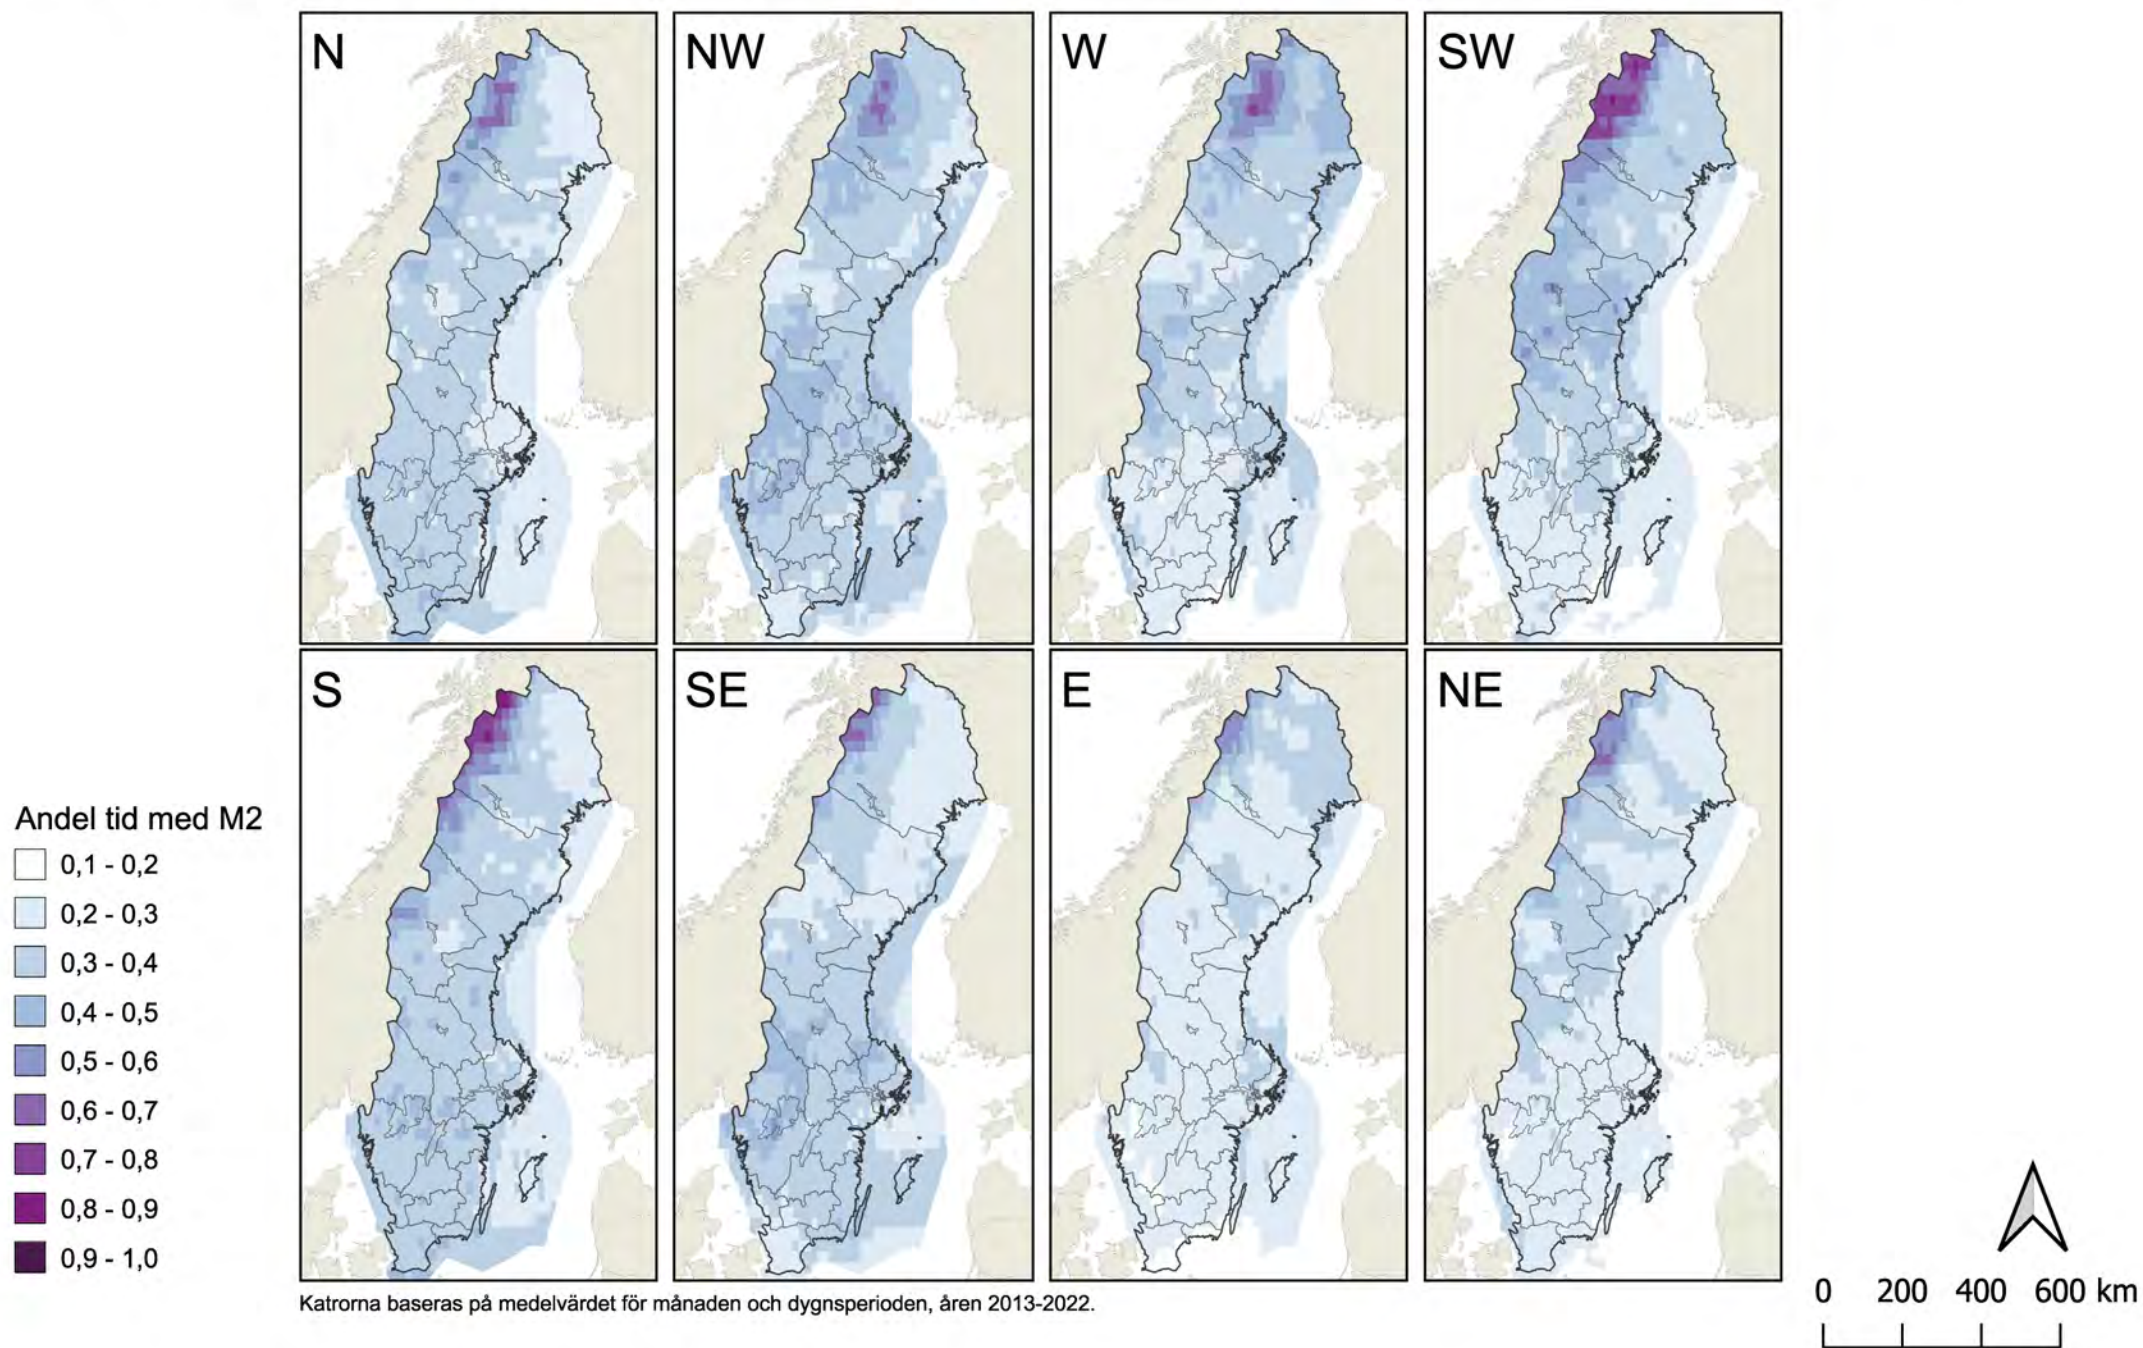 N
NW
W
SW
S
SE
E
NE
Andel tid med M2
0,1 - 0,2
0,2 - 0,3
0,3 - 0,4
0,4 - 0,5
0,5 - 0,6
0,6 - 0,7
0,7 - 0,8
0,8 - 0,9
0,9 - 1,0
Katrorna baseras på medelvärdet för månaden och dygnsperioden, åren 2013-2022.
0 200 400 600 km